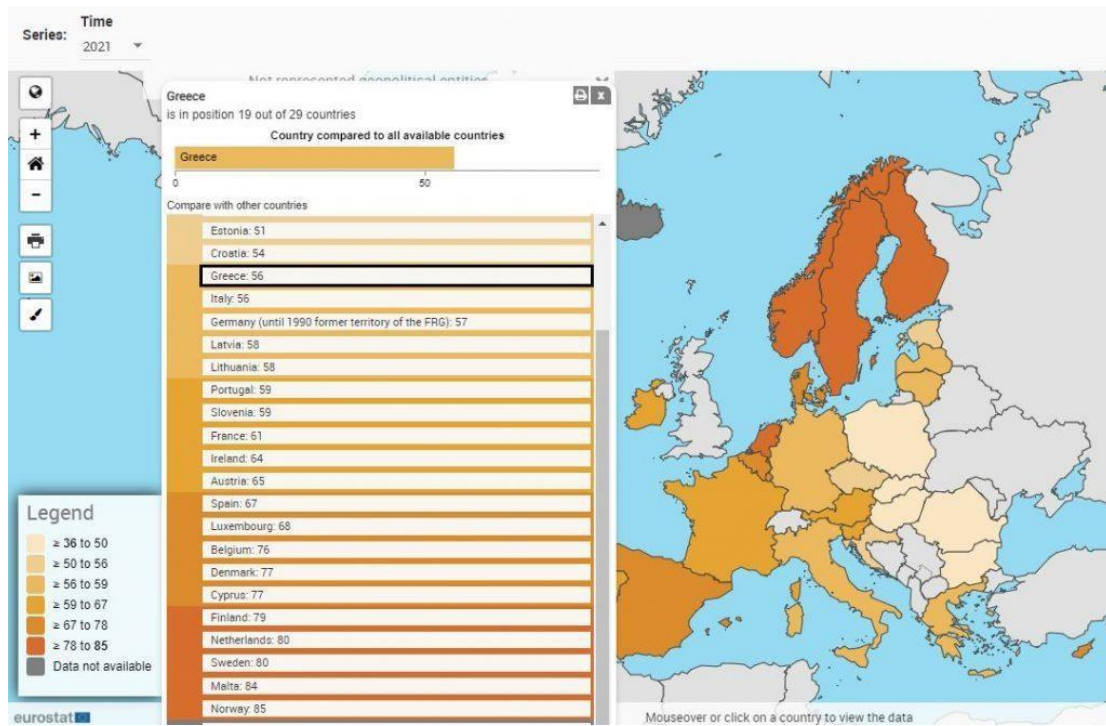 Series:
Time
2021
Not represented geopolitical entities
Greece
is in position 19 out of 29 countries
Country compared to all available countries
Greece
0 50
Compare with other countries
Estonia: 51
Croatia: 54
Greece: 56
Italy: 56
Germany (until 1990 former territory of the FRG): 57
Latvia: 58
Lithuania: 58
Portugal: 59
Slovenia: 59
France: 61
Ireland: 64
Austria: 65
Spain: 67
Luxembourg: 68
Belgium: 76
Denmark: 77
Cyprus: 77
Finland: 79
Netherlands: 80
Sweden: 80
Malta: 84
Norway: 85
Legend
≥ 36 to 50
≥ 50 to 56
≥ 56 to 59
≥ 59 to 67
≥ 67 to 78
≥ 78 to 85
Data not available
eurostat
Mouseover or click on a country to view the data